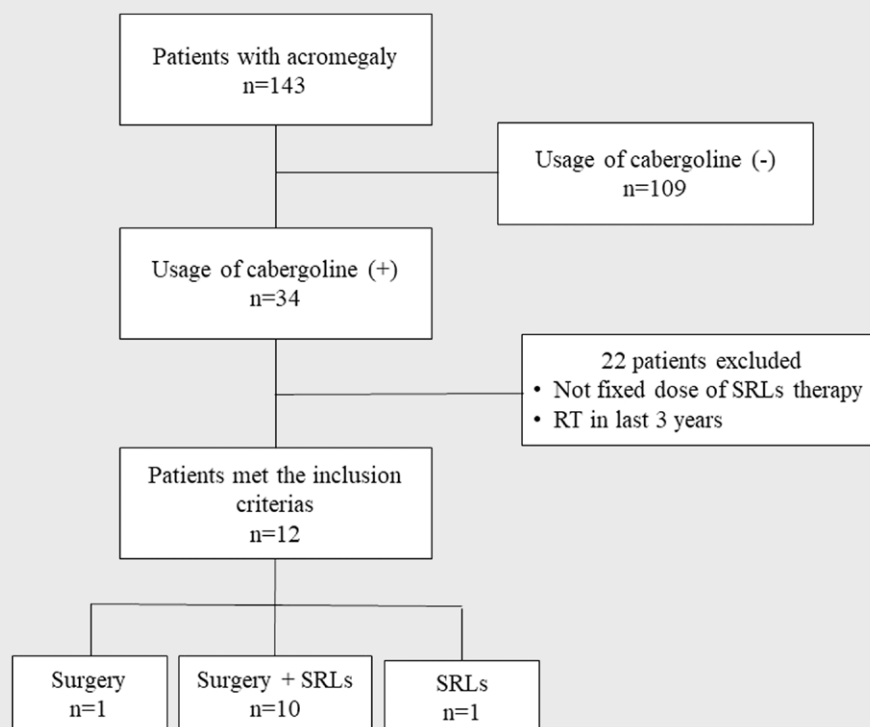 Patients with acromegaly
n=143
Usage of cabergoline (-)
n=109
Usage of cabergoline (+)
n=34
22 patients excluded
• Not fixed dose of SRLs therapy
• RT in last 3 years
Patients met the inclusion
criterias
n=12
Surgery
n=1
Surgery + SRLs
n=10
SRLs
n=1